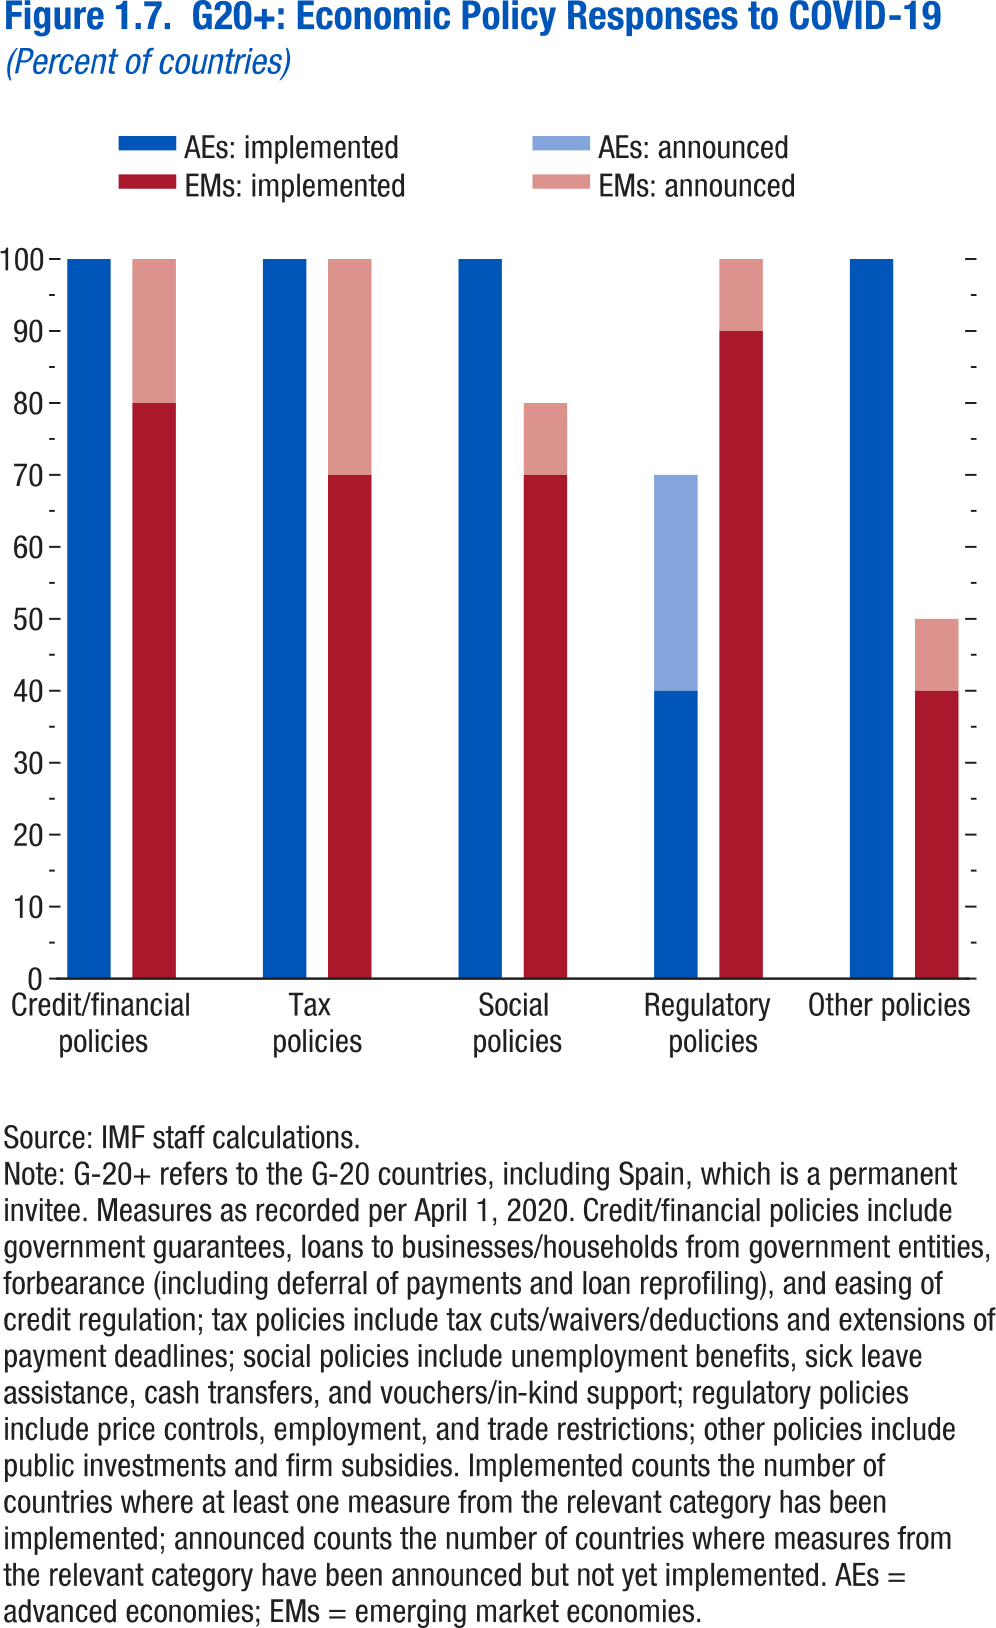 Figure 1.7. G20+: Economic Policy Responses to COVID-19
(Percent of countries)
AEs: implemented
AEs: announced
EMs: implemented
EMs: announced
100
90
80
70
60
50
40
30
20
10
0
Credit/financial
policies
Tax
policies
Social
policies
Regulatory
policies
Other policies
Source: IMF staff calculations.
Note: G-20+ refers to the G-20 countries, including Spain, which is a permanent
invitee. Measures as recorded per April 1, 2020. Credit/financial policies include
government guarantees, loans to businesses/households from government entities,
forbearance (including deferral of payments and loan reprofiling), and easing of
credit regulation; tax policies include tax cuts/waivers/deductions and extensions of
payment deadlines; social policies include unemployment benefits, sick leave
assistance, cash transfers, and vouchers/in-kind support; regulatory policies
include price controls, employment, and trade restrictions; other policies include
public investments and firm subsidies. Implemented counts the number of
countries where at least one measure from the relevant category has been
implemented; announced counts the number of countries where measures from
the relevant category have been announced but not yet implemented. AEs =
advanced economies; EMs = emerging market economies.